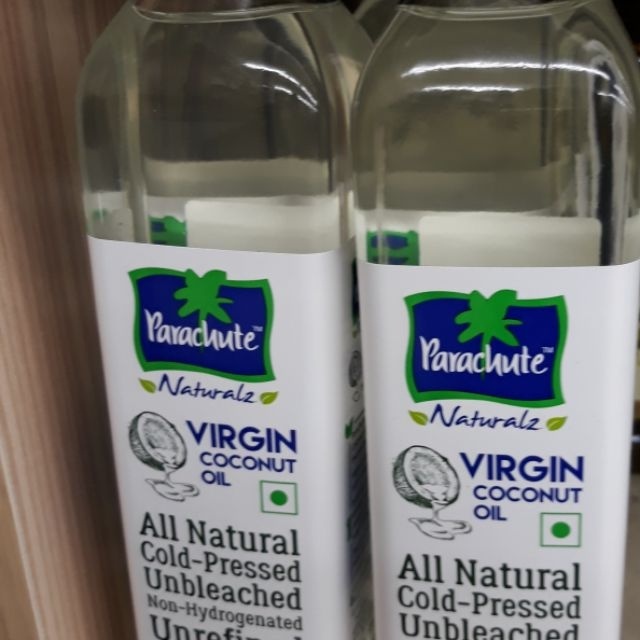 Parachute™
Naturalz
VIRGIN
COCONUT
OIL
All Natural
Cold-Pressed
Unbleached
Non-Hydrogenated
Unrefined
Parachute™
Naturalz
VIRGIN
COCONUT
OIL
All Natural
Cold-Pressed
Unbleached